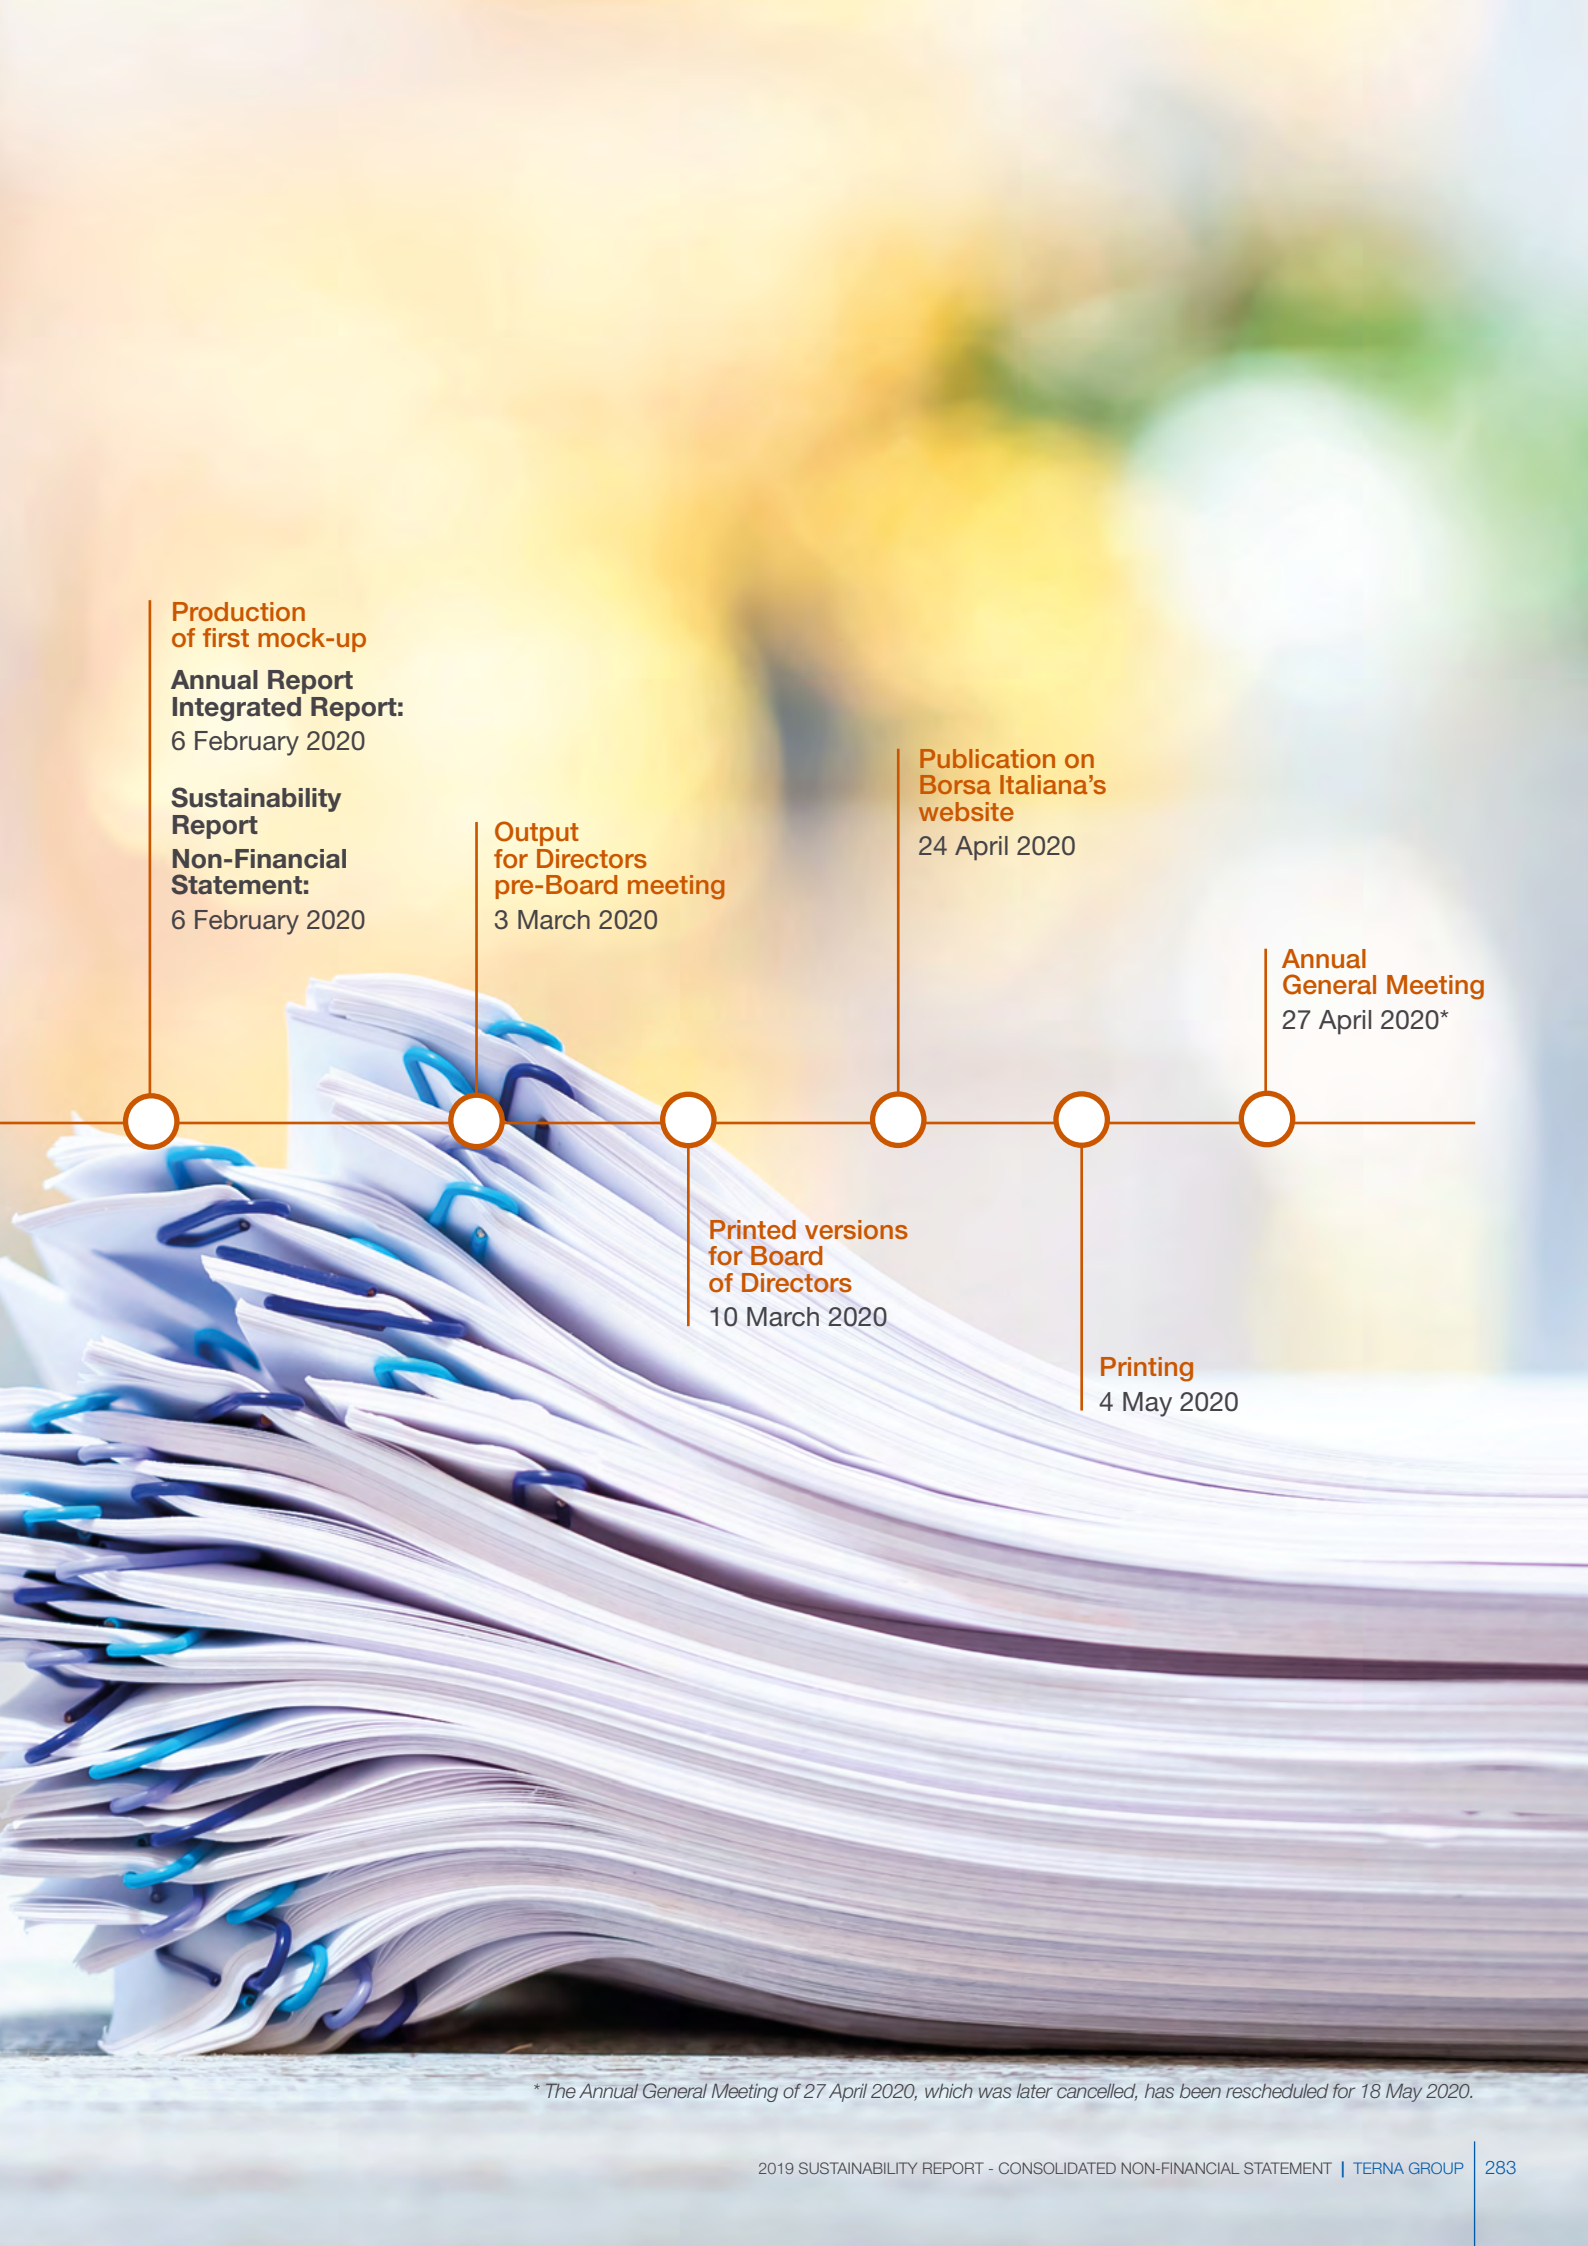 Production
of first mock-up
Annual Report
Integrated Report:
6 February 2020
Sustainability
Report
Non-Financial
Statement:
6 February 2020
Output
for Directors
pre-Board meeting
3 March 2020
Printed versions
for Board
of Directors
10 March 2020
Publication on
Borsa Italiana’s
website
24 April 2020
Printing
4 May 2020
Annual
General Meeting
27 April 2020*
* The Annual General Meeting of 27 April 2020, which was later cancelled, has been rescheduled for 18 May 2020.
2019 SUSTAINABILITY REPORT - CONSOLIDATED NON-FINANCIAL STATEMENT | TERNA GROUP 283